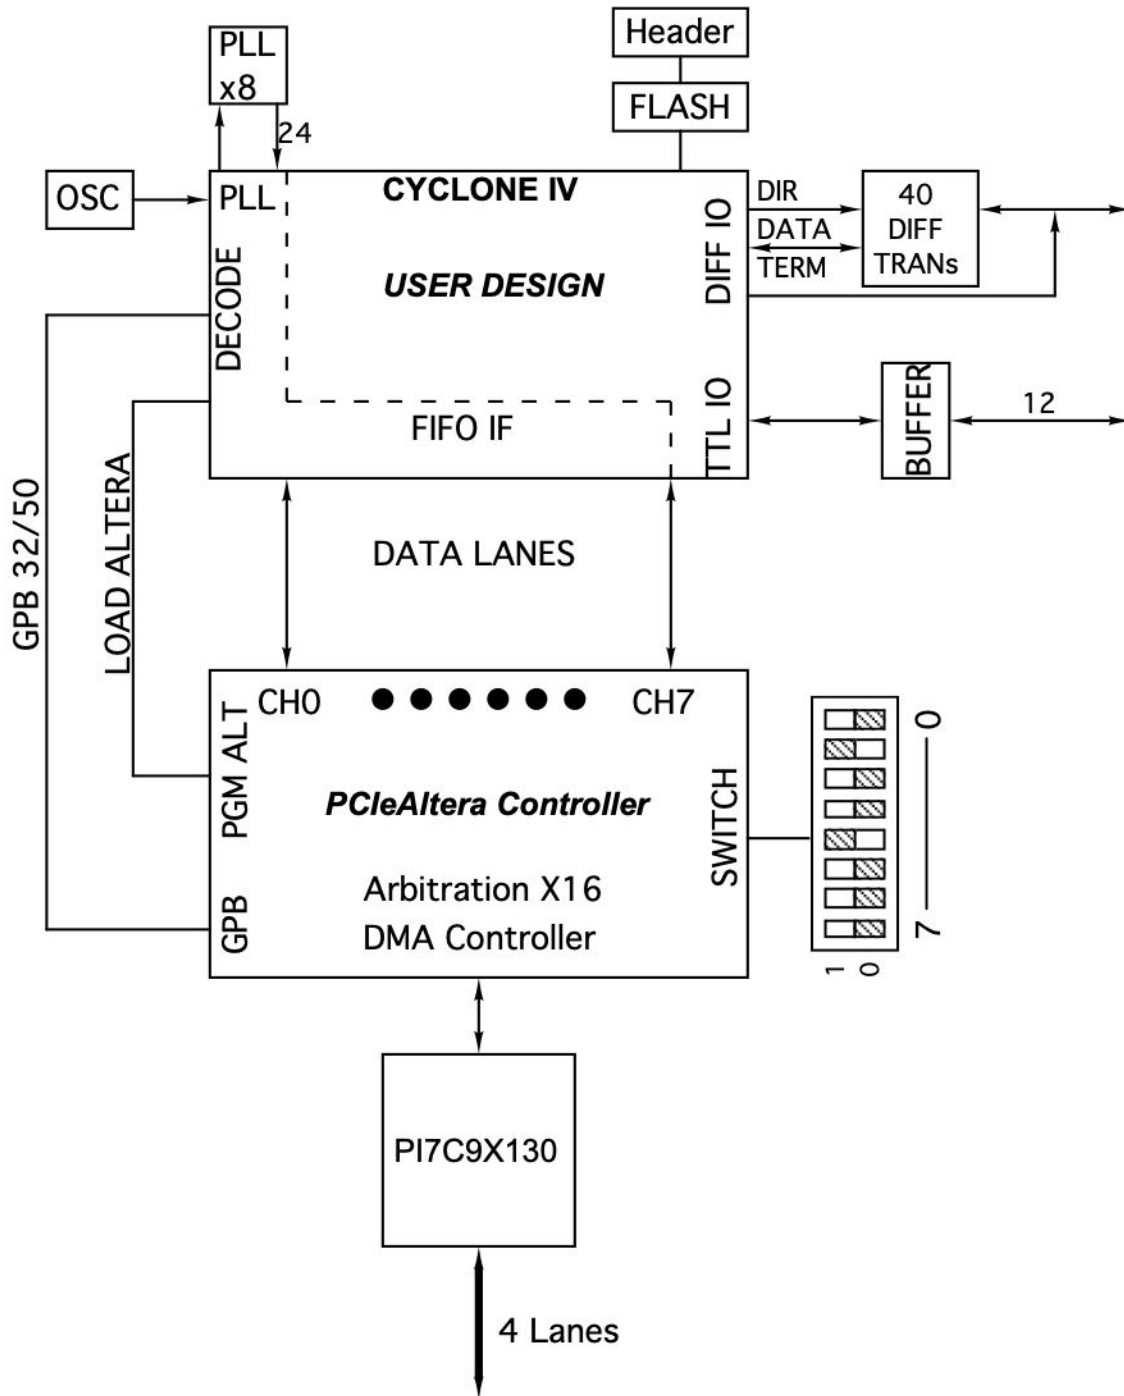 Header
PLL
x8
FLASH
24
OSC
PLL
CYCLONE IV
DIR
40
DIFF
TRANs
DATA
TERM
DIFF IO
DECODE
USER DESIGN
TTL IO
FIFO IF
BUFFER
12
GPB 32/50
LOAD ALTERA
DATA LANES
CH0
CH7
PGM ALT
PCIeAltera Controller
SWITCH
0
7
1
0
Arbitration X16
DMA Controller
GPB
PI7C9X130
4 Lanes